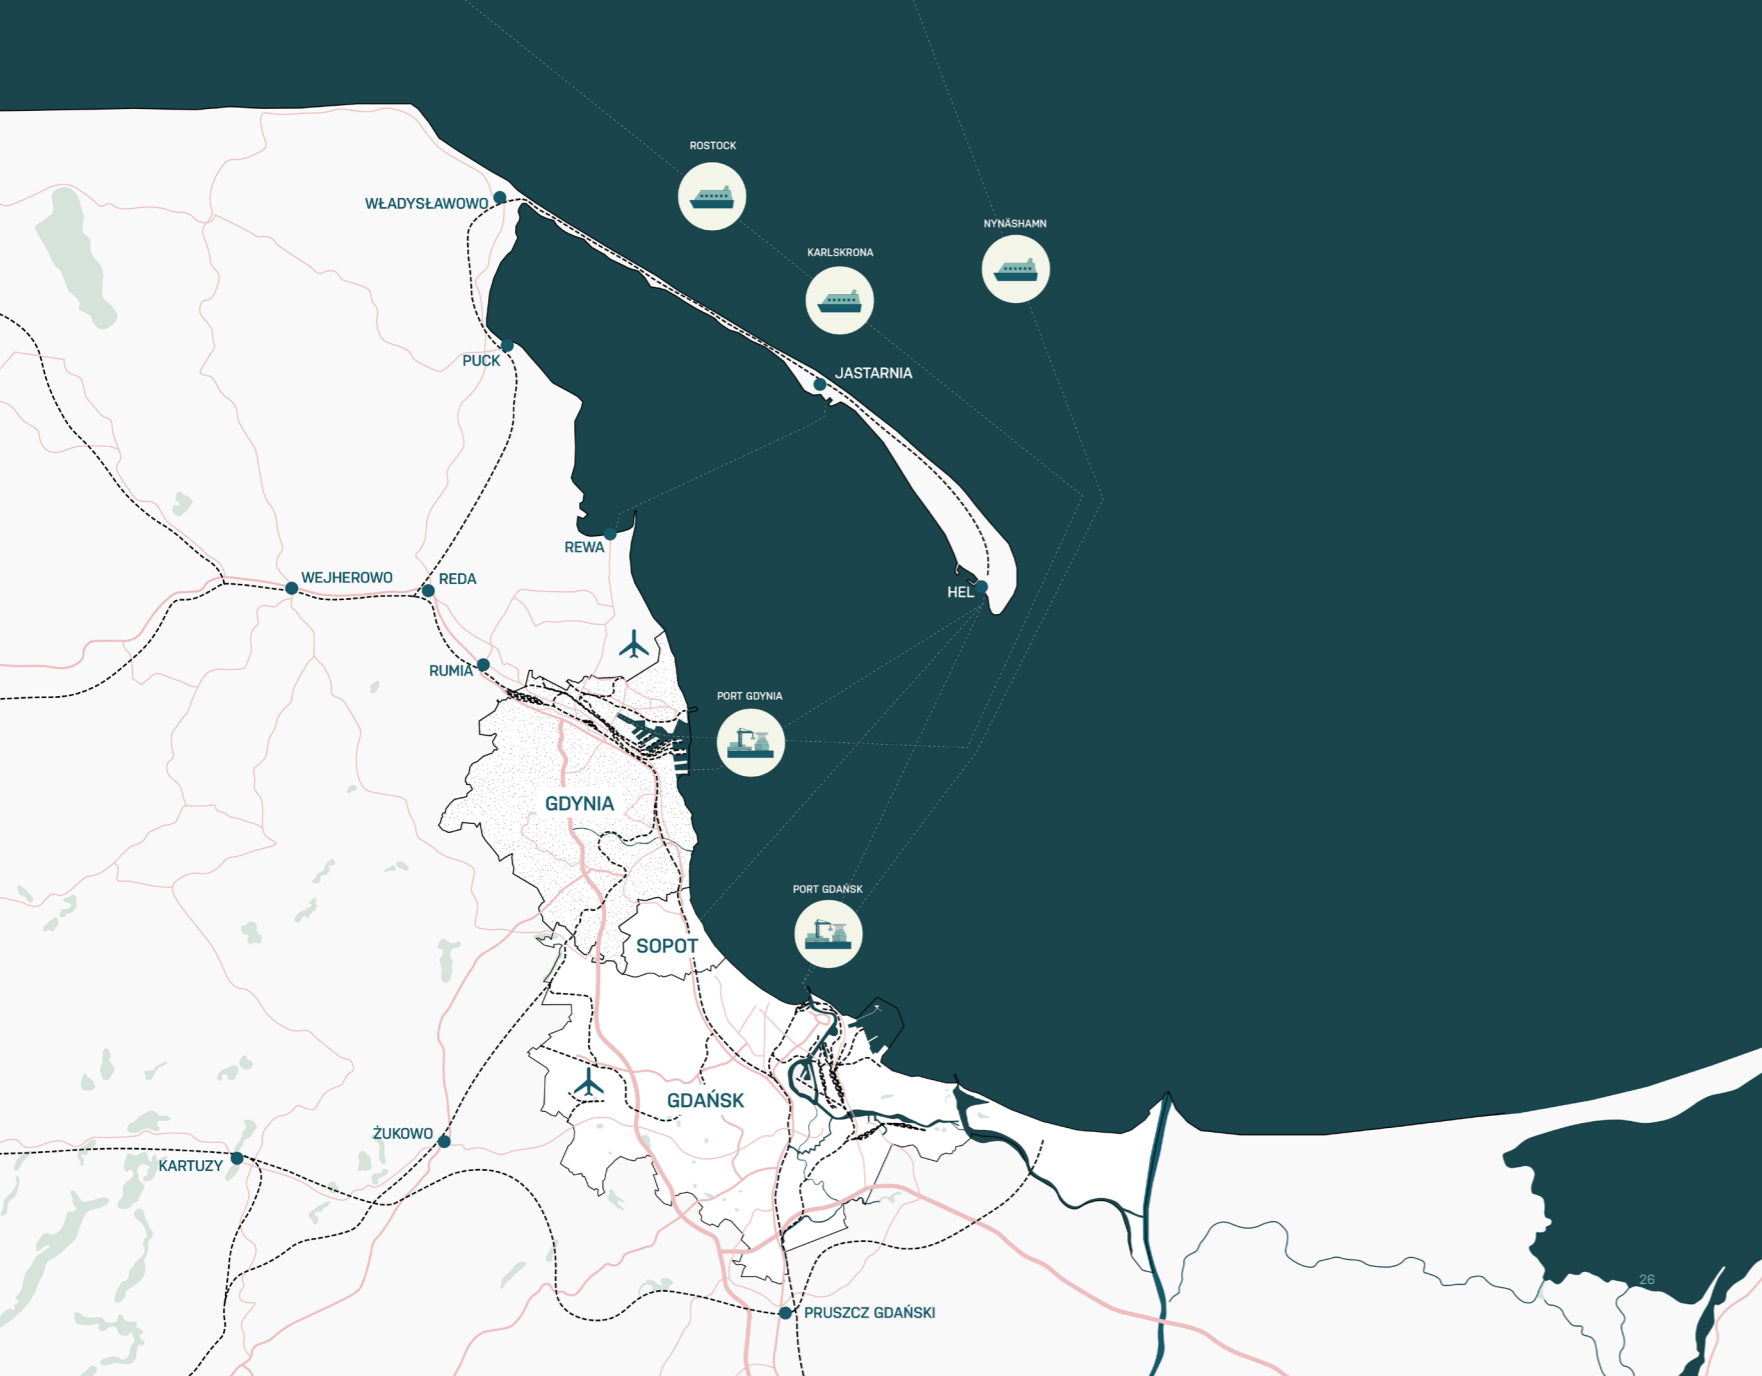 ROSTOCK
WŁADYSŁAWOWO
NYNÄSHAMN
KARLSKRONA
PUCK
JASTARNIA
REWA
WEJHEROWO
REDA
HEL
RUMIA
PORT GDYNIA
GDYNIA
PORT GDAŃSK
SOPOT
GDAŃSK
ŻUKOWO
KARTUZY
26
PRUSZCZ GDAŃSKI